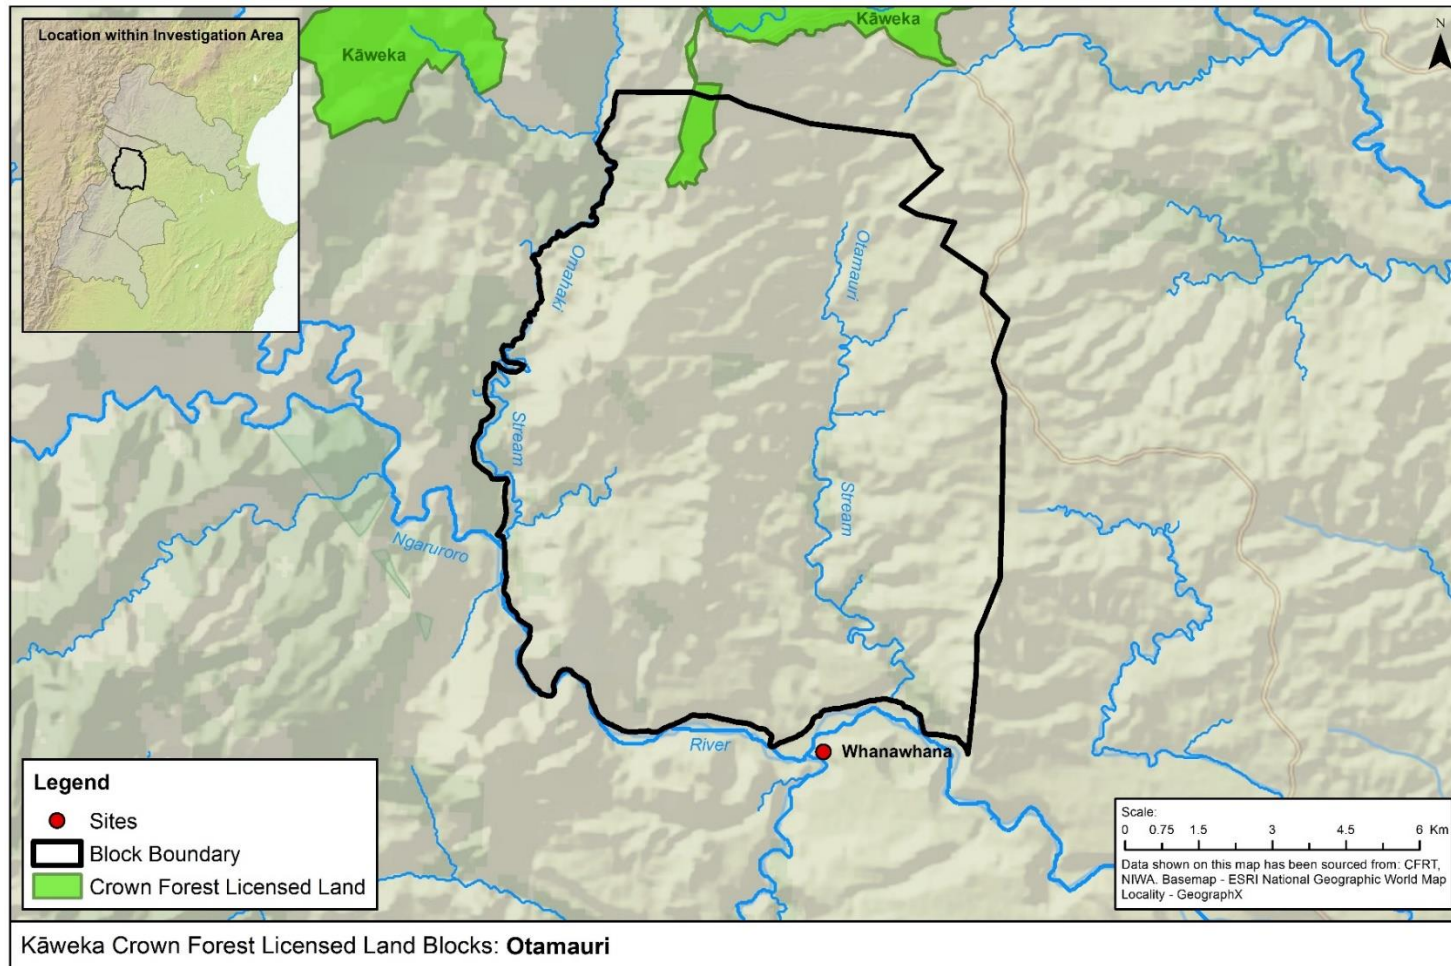 Location within Investigation Area
Kāweka
Kāweka
N
Omahaki
Stream
Otamauri
Stream
Ngaruroro
River
Whanawhana
Legend
Sites
Block Boundary
Crown Forest Licensed Land
Scale:
0 0.75 1.5 3 4.5 6 Km
Data shown on this map has been sourced from: CFRT,
NIWA. Basemap - ESRI National Geographic World Map
Locality - GeographX
Kāweka Crown Forest Licensed Land Blocks: Otamauri